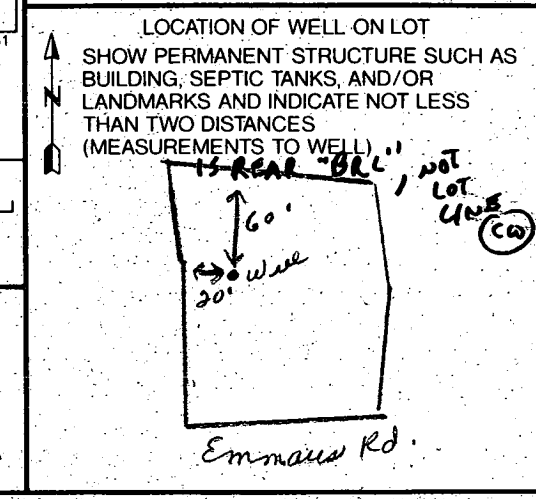 LOCATION OF WELL ON LOT
SHOW PERMANENT STRUCTURE SUCH AS
BUILDING, SEPTIC TANKS, AND/OR
LANDMARKS AND INDICATE NOT LESS
THAN TWO DISTANCES
(MEASUREMENTS TO WELL)
N
IS REAR "BRL", NOT
LOT
LINE
CW
60'
Well
20'
Emmaus Rd.